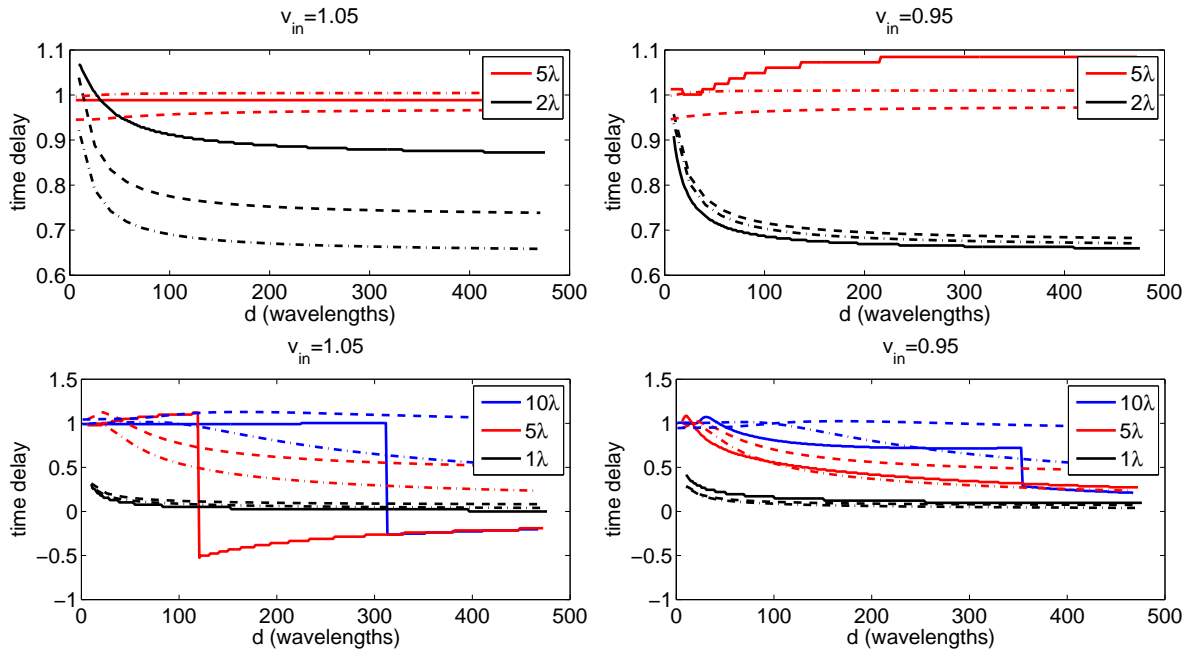 v_in=1.05
1.1
1
0.9
0.8
0.7
0.6
time delay
5λ
2λ
0 100 200 300 400 500
d (wavelengths)
v_in=0.95
1.1
1
0.9
0.8
0.7
0.6
time delay
5λ
2λ
0 100 200 300 400 500
d (wavelengths)
v_in=1.05
1.5
1
0.5
0
−0.5
−1
time delay
10λ
5λ
1λ
0 100 200 300 400 500
d (wavelengths)
v_in=0.95
1.5
1
0.5
0
−0.5
−1
time delay
10λ
5λ
1λ
0 100 200 300 400 500
d (wavelengths)